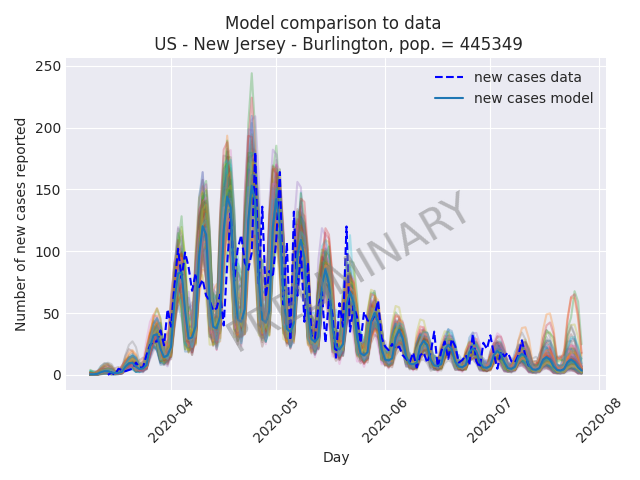 Model comparison to data
US - New Jersey - Burlington, pop. = 445349
new cases data
new cases model
Number of new cases reported
250
200
150
100
50
0
PRELIMINARY
2020-04
2020-05
2020-06
2020-07
2020-08
Day